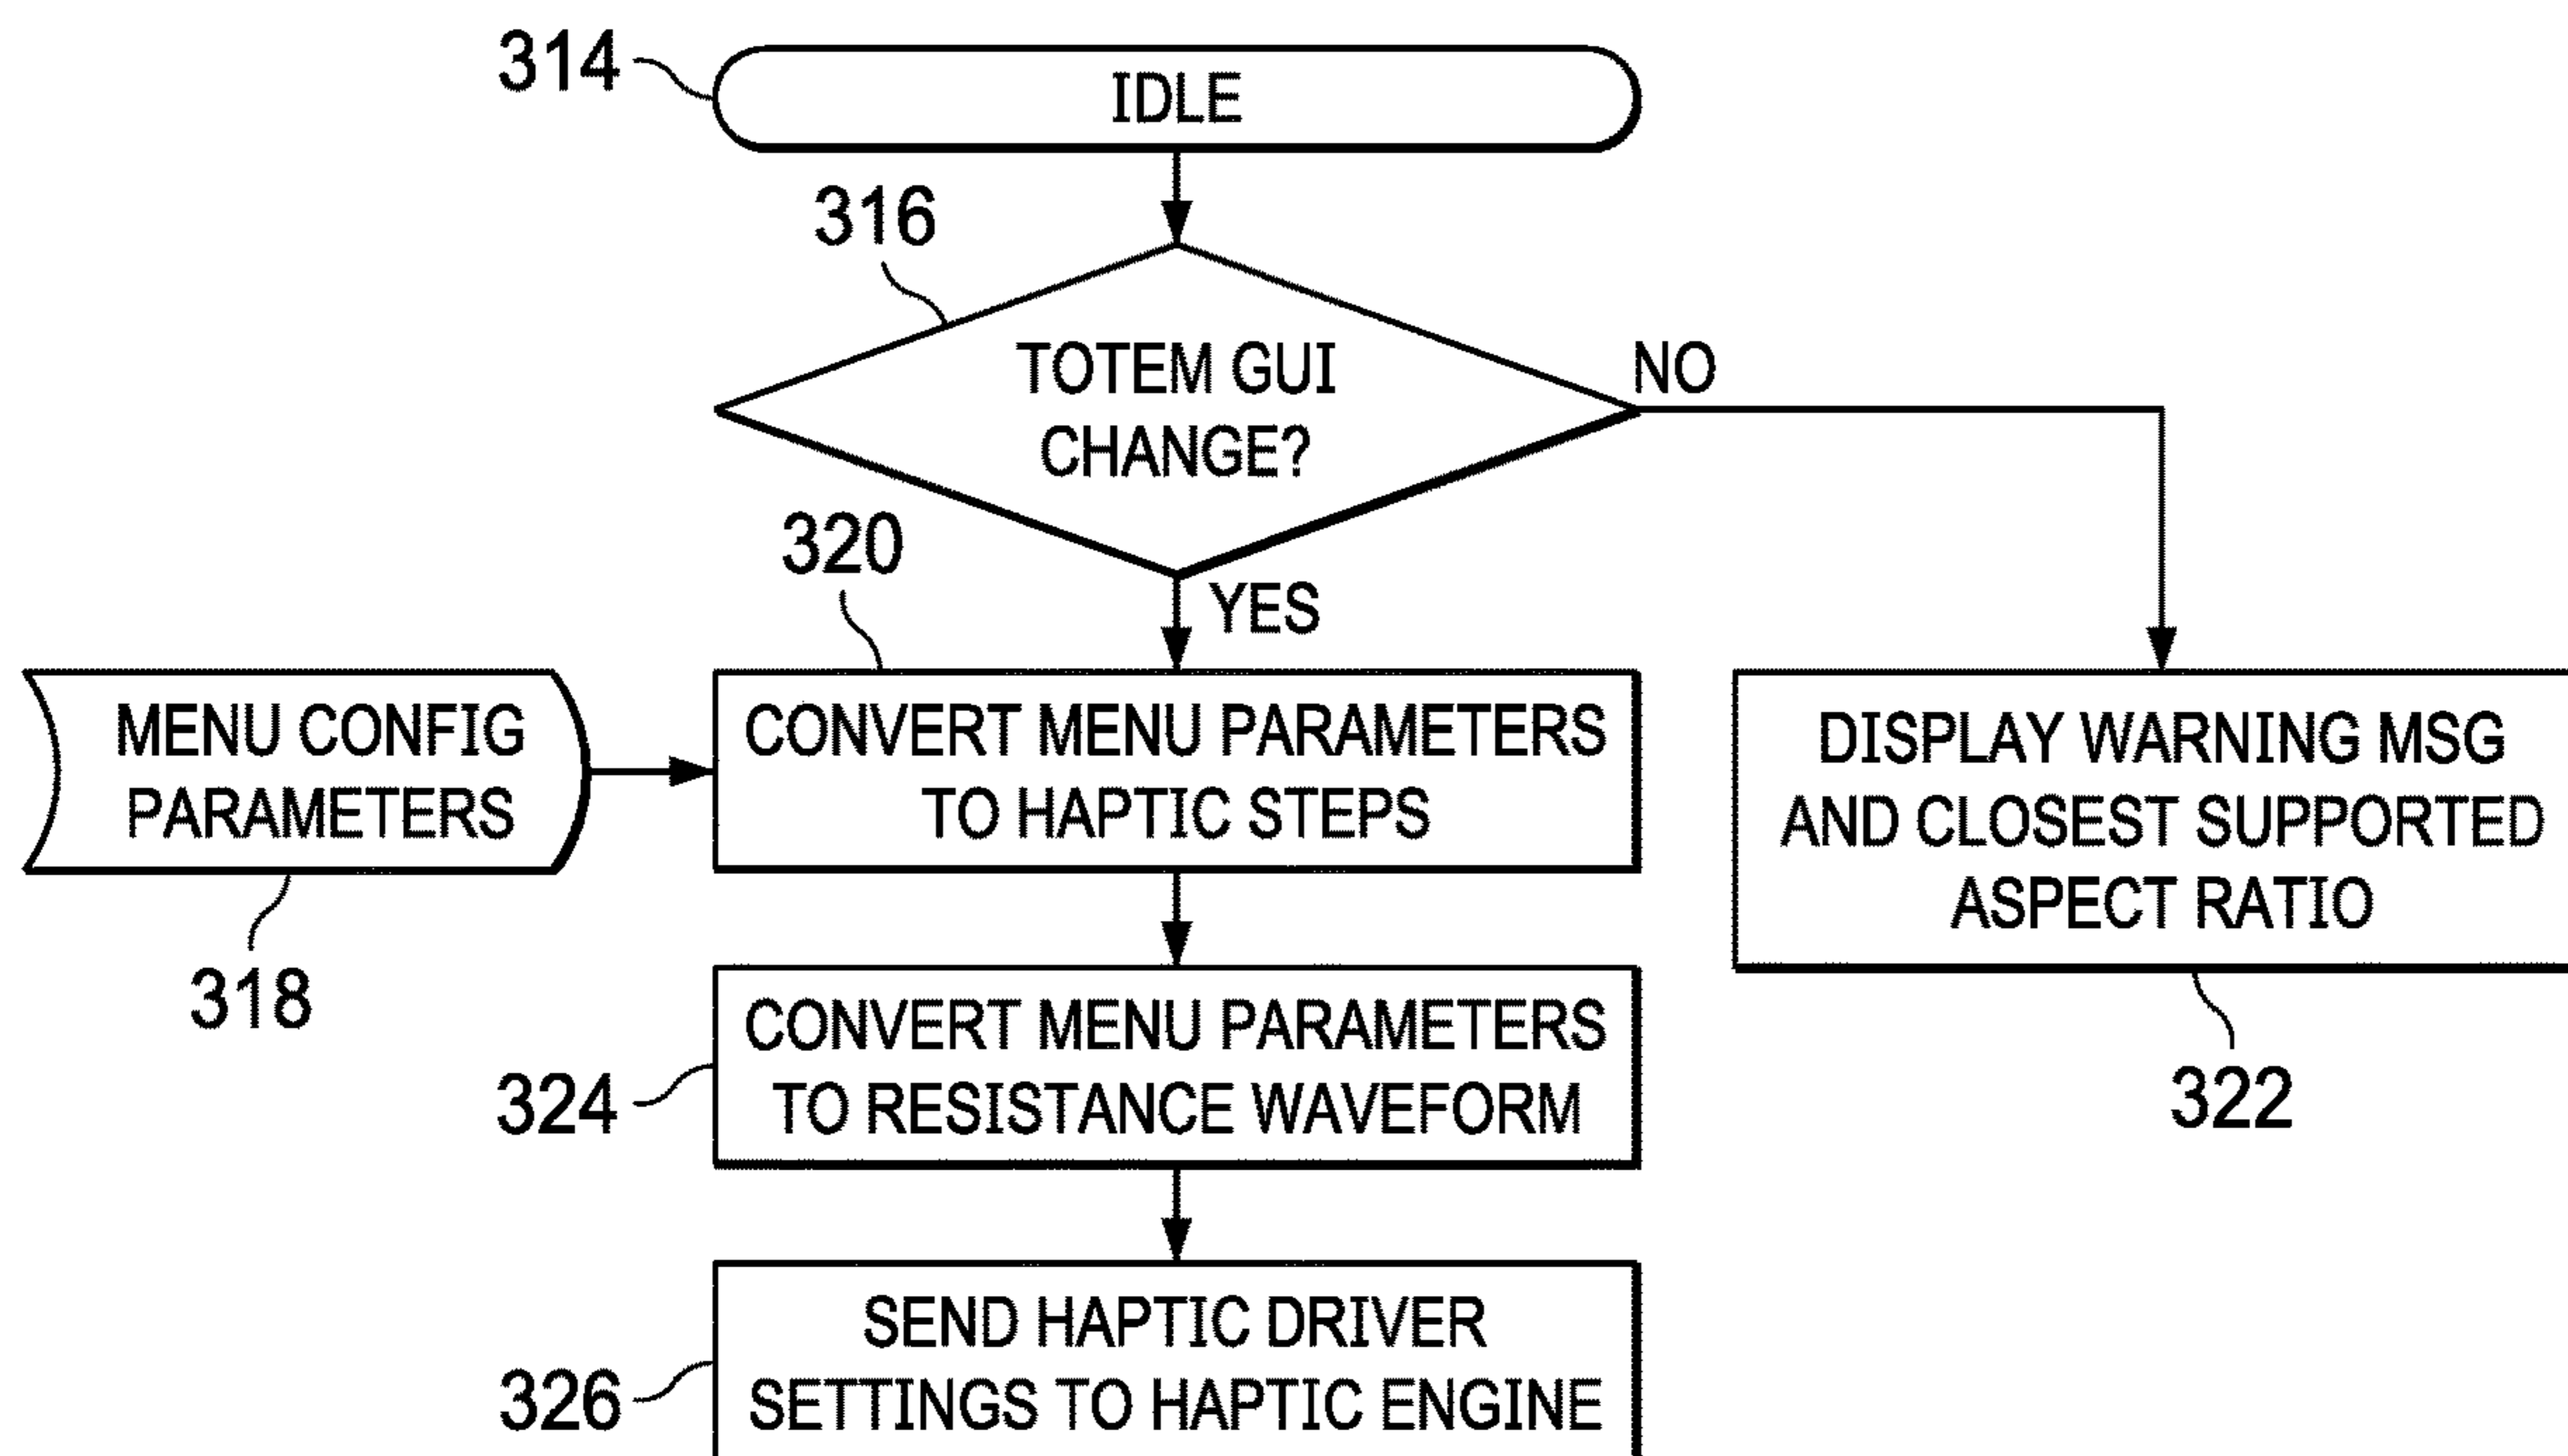 314
IDLE
316
TOTEM GUI
CHANGE?
NO
320
YES
MENU CONFIG
PARAMETERS
318
CONVERT MENU PARAMETERS
TO HAPTIC STEPS
DISPLAY WARNING MSG
AND CLOSEST SUPPORTED
ASPECT RATIO
322
324
CONVERT MENU PARAMETERS
TO RESISTANCE WAVEFORM
326
SEND HAPTIC DRIVER
SETTINGS TO HAPTIC ENGINE